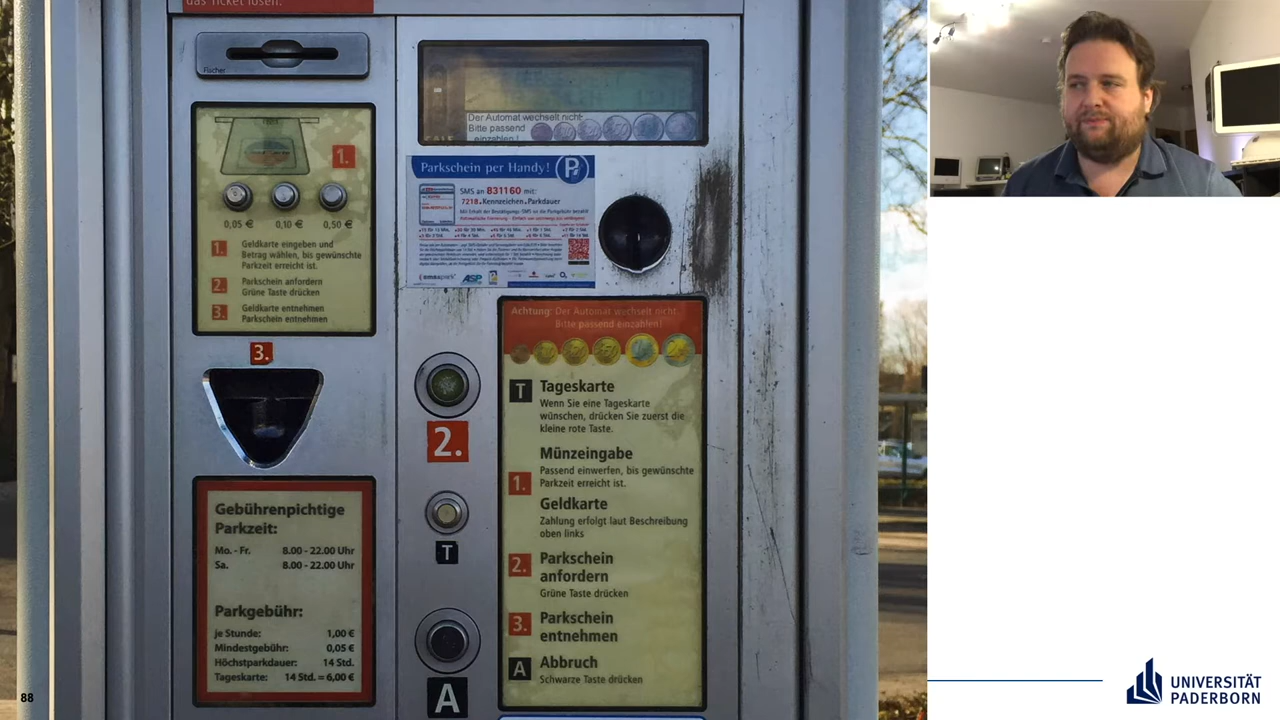 das Ticket lösen.
Fischer
1.
0,05 € 0,10 € 0,50 €
1. Geldkarte eingeben und
Betrag wählen, bis gewünschte
Parkzeit erreicht ist.
2. Parkschein anfordern
Grüne Taste drücken
3. Geldkarte entnehmen
Parkschein entnehmen
3.
Gebührenpichtige
Parkzeit:
Mo. - Fr. 8.00 - 22.00 Uhr
Sa. 8.00 - 22.00 Uhr
Parkgebühr:
je Stunde: 1,00 €
Mindestgebühr: 0,05 €
Höchstparkdauer: 14 Std.
Tageskarte: 14 Std. = 6,00 €
Der Automat wechselt nicht.
Bitte passend
einzahlen !
Parkschein per Handy! P
SMS an 831160 mit:
7218.Kennzeichen.Parkdauer
smspark ASP
2.
T
A
Achtung: Der Automat wechselt nicht.
Bitte passend einzahlen!
T Tageskarte
Wenn Sie eine Tageskarte
wünschen, drücken Sie zuerst die
kleine rote Taste.
Münzeingabe
1. Passend einwerfen, bis gewünschte
Parkzeit erreicht ist.
Geldkarte
Zahlung erfolgt laut Beschreibung
oben links
2. Parkschein
anfordern
Grüne Taste drücken
3. Parkschein
entnehmen
A Abbruch
Schwarze Taste drücken
88
UNIVERSITÄT
PADERBORN